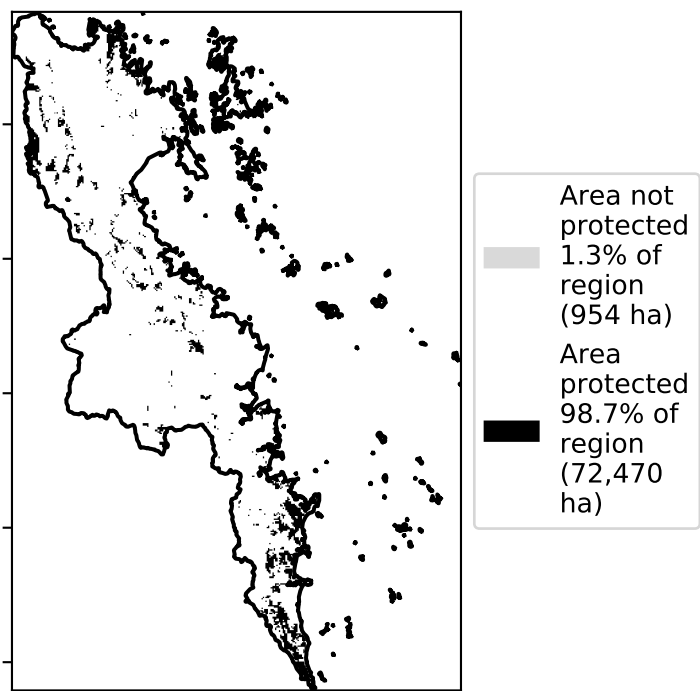 Area not
protected
1.3% of
region
(954 ha)
Area
protected
98.7% of
region
(72,470
ha)